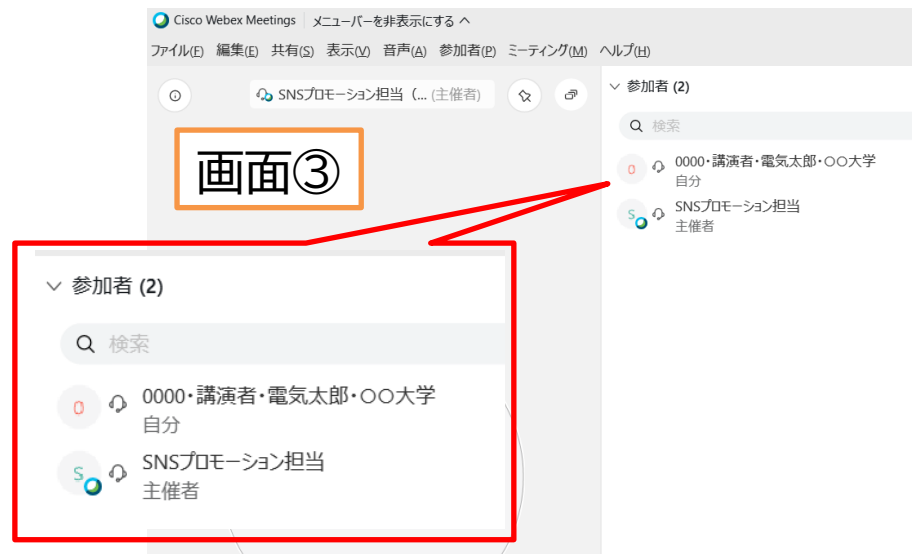 Cisco Webex Meetings メニューバーを非表示にする ヘ
ファイル(F) 編集(E) 共有(S) 表示(V) 音声(A) 参加者(P) ミーティング(M) ヘルプ(H)
SNSプロモーション担当 (... (主催者)
参加者 (2)
検索
0000・講演者・電気太郎・〇〇大学
自分
SNSプロモーション担当
主催者
画面③
参加者 (2)
検索
0000・講演者・電気太郎・〇〇大学
自分
SNSプロモーション担当
主催者